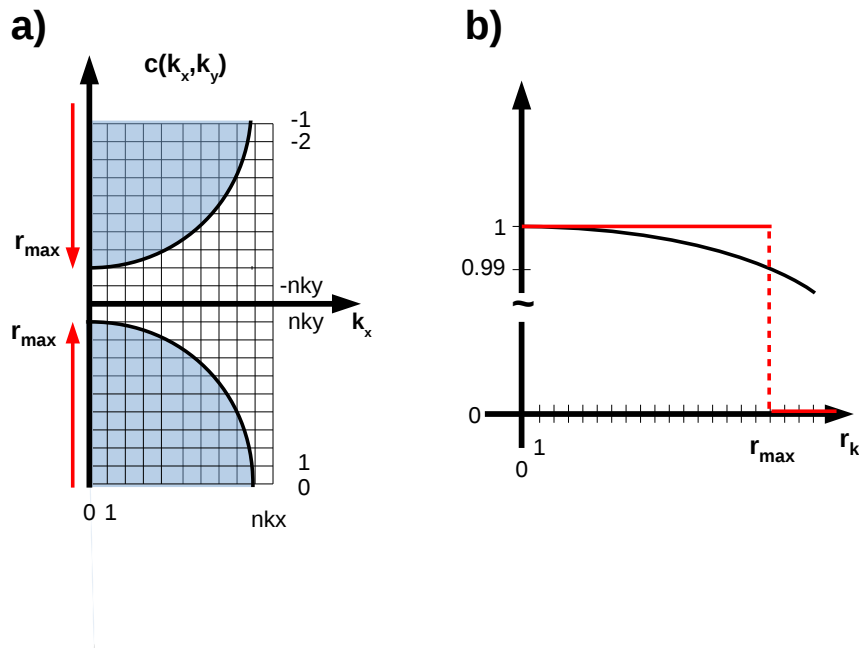 a)
c(kx,ky)
-1
-2
rmax
-nky
nky
kx
rmax
1
0
0 1
nkx
b)
1
0.99
~
0
1
0
rmax
rk